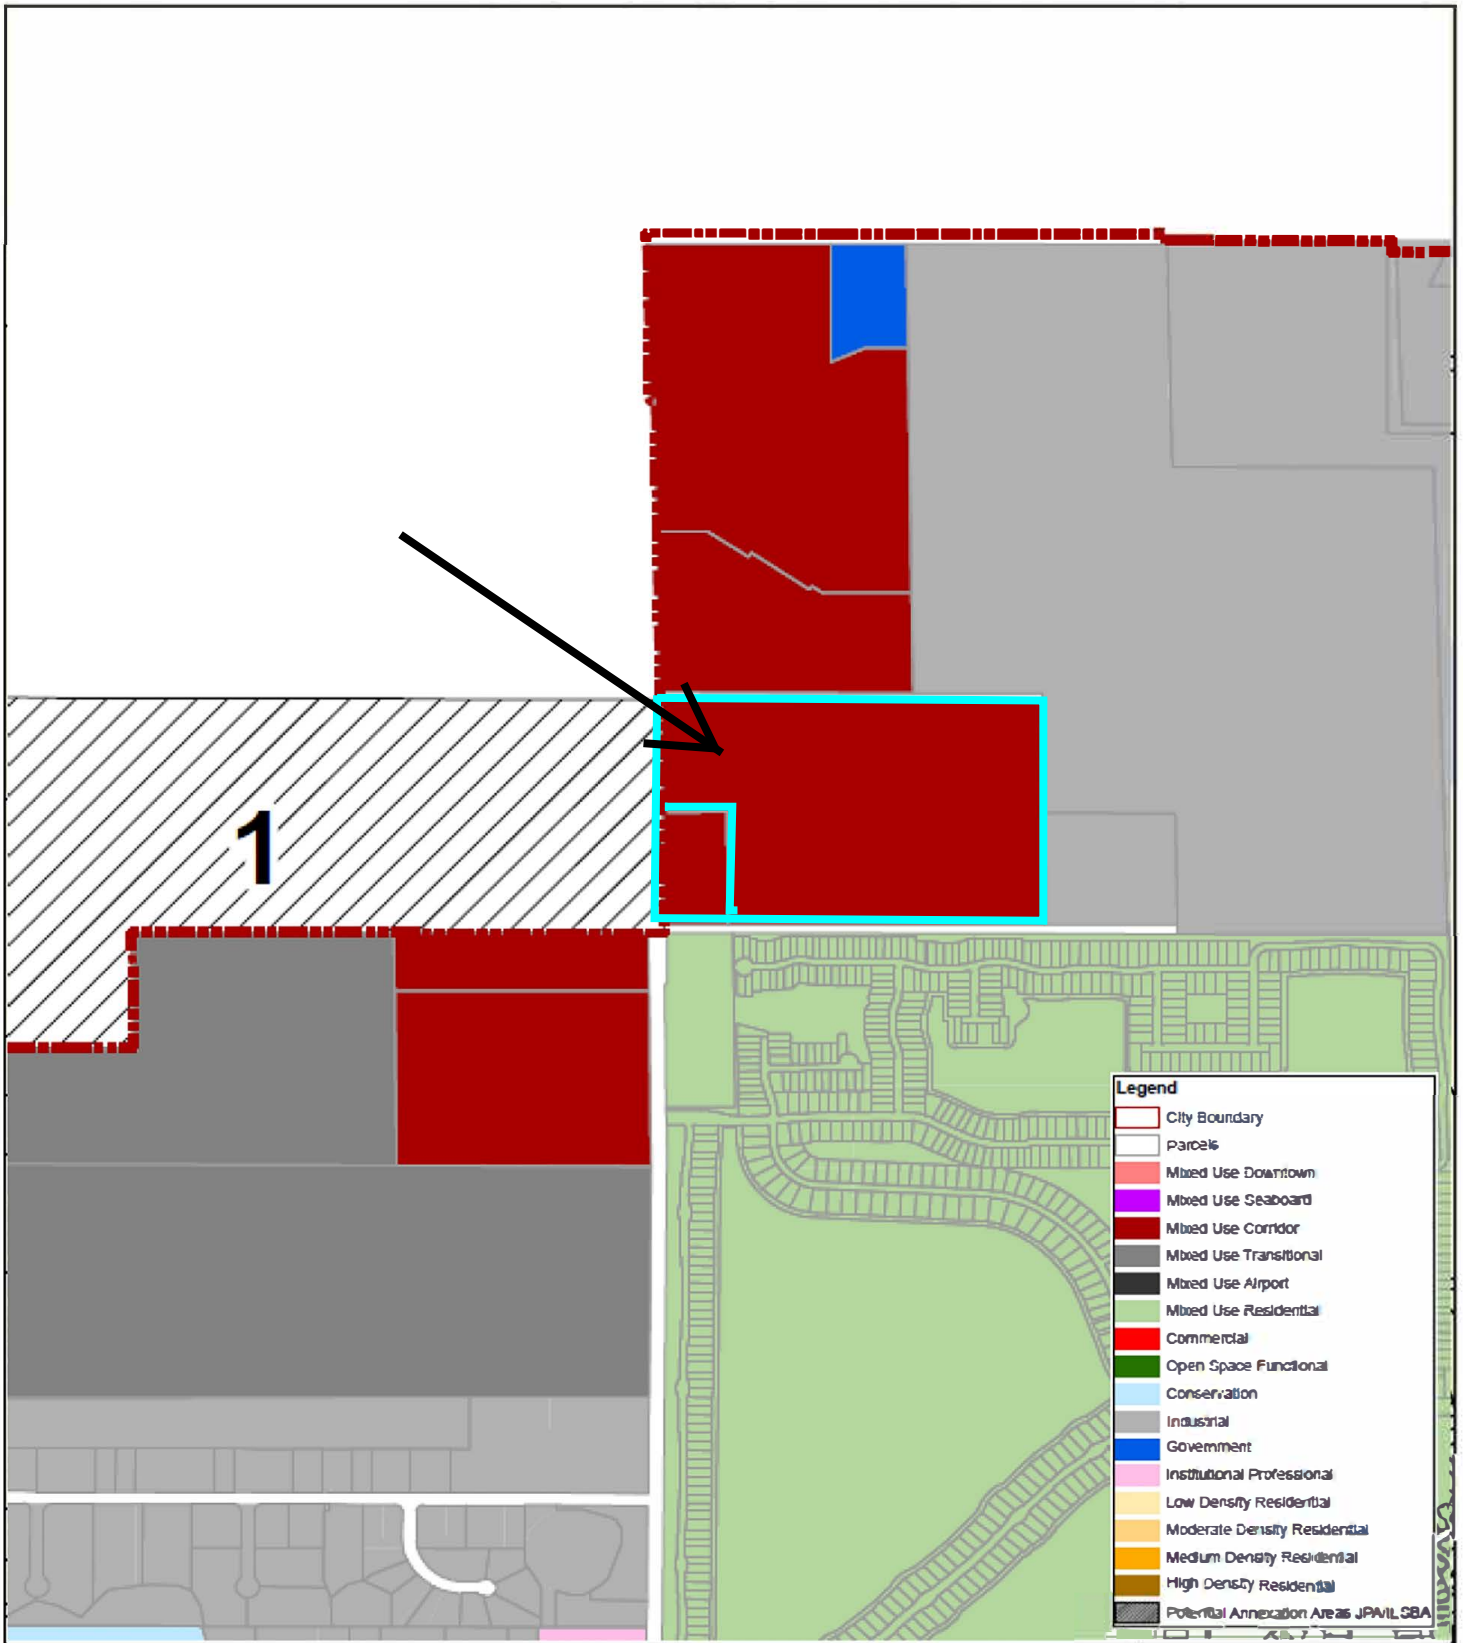 1
Legend
City Boundary
Parcels
Mixed Use Downtown
Mixed Use Seaboard
Mixed Use Corridor
Mixed Use Transitional
Mixed Use Airport
Mixed Use Residential
Commercial
Open Space Functional
Conservation
Industrial
Government
Institutional Professional
Low Density Residential
Moderate Density Residential
Medium Density Residential
High Density Residential
Potential Annexation Areas JPA/ILSBA